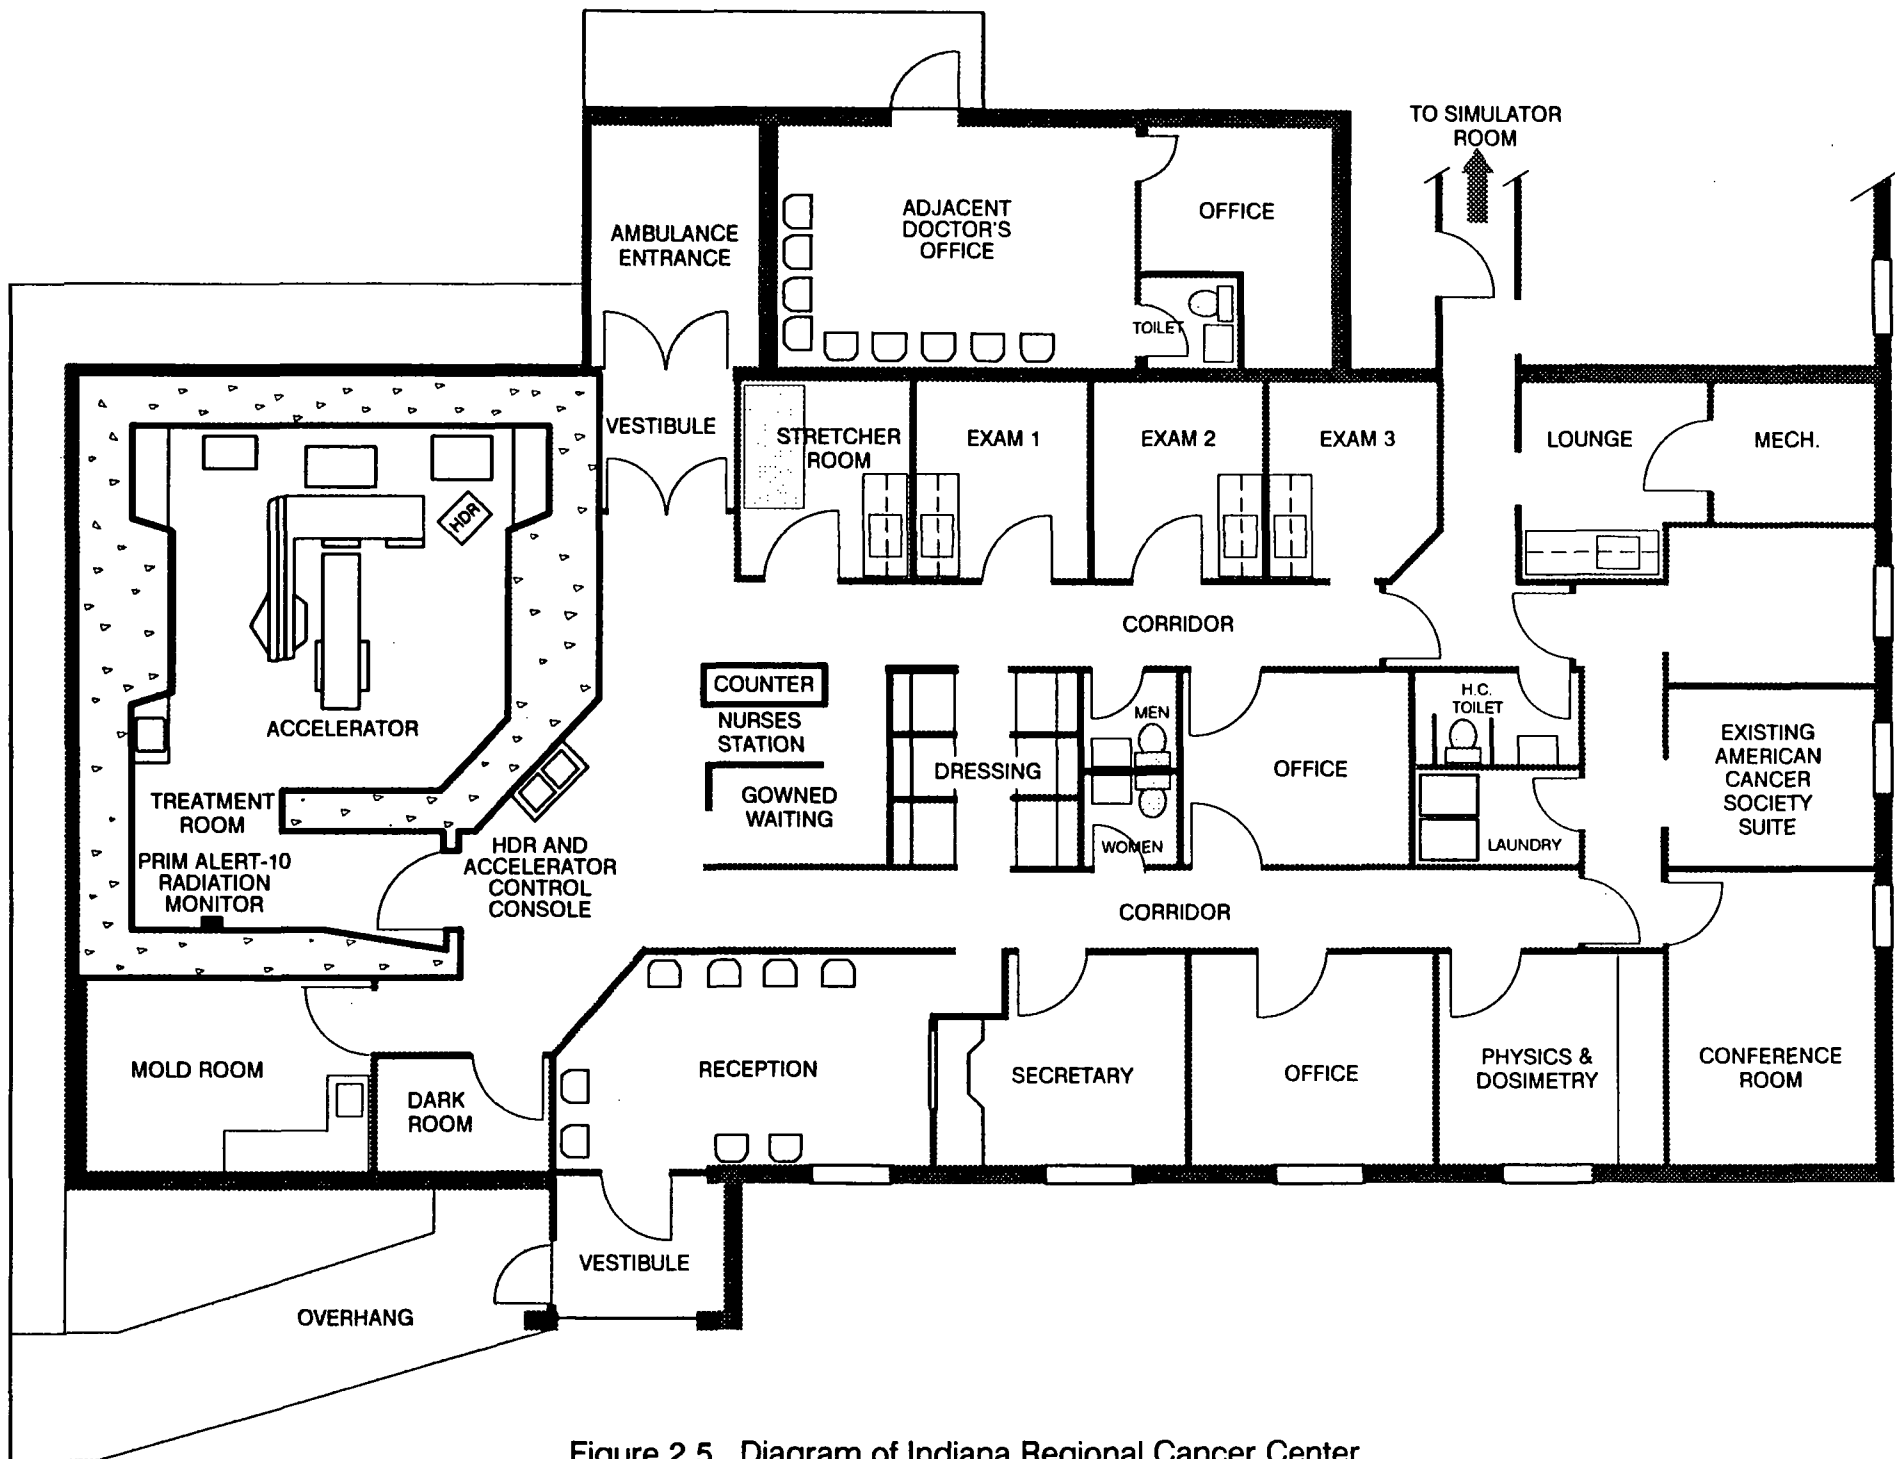 TO SIMULATOR
ROOM
AMBULANCE
ENTRANCE
ADJACENT
DOCTOR'S
OFFICE
OFFICE
TOILET
VESTIBULE
STRETCHER
ROOM
EXAM 1
EXAM 2
EXAM 3
LOUNGE
MECH.
HDR
CORRIDOR
COUNTER
NURSES
STATION
ACCELERATOR
MEN
H.C.
TOILET
EXISTING
AMERICAN
CANCER
SOCIETY
SUITE
DRESSING
OFFICE
GOWNED
WAITING
TREATMENT
ROOM
WOMEN
LAUNDRY
HDR AND
ACCELERATOR
CONTROL
CONSOLE
PRIM ALERT-10
RADIATION
MONITOR
CORRIDOR
MOLD ROOM
DARK
ROOM
RECEPTION
SECRETARY
OFFICE
PHYSICS &
DOSIMETRY
CONFERENCE
ROOM
VESTIBULE
OVERHANG
Figure 2.5 Diagram of Indiana Regional Cancer Center